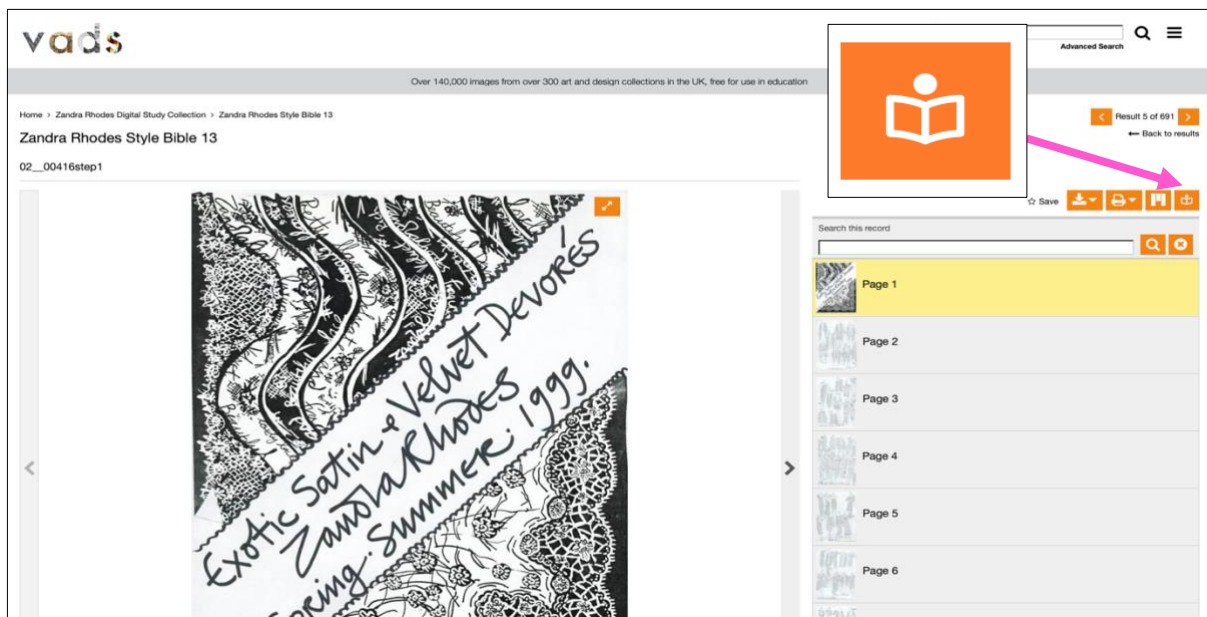 vads
Advanced Search
Over 140,000 images from over 300 art and design collections in the UK, free for use in education
Home > Zandra Rhodes Digital Study Collection > Zandra Rhodes Style Bible 13
Result 5 of 691
Zandra Rhodes Style Bible 13
Back to results
02__00416step1
Save
Search this record
Page 1
Page 2
Page 3
Page 4
Page 5
Page 6
Exotic Satin & Velvet Devorés
Zandra Rhodes
Spring. Summer. 1999.